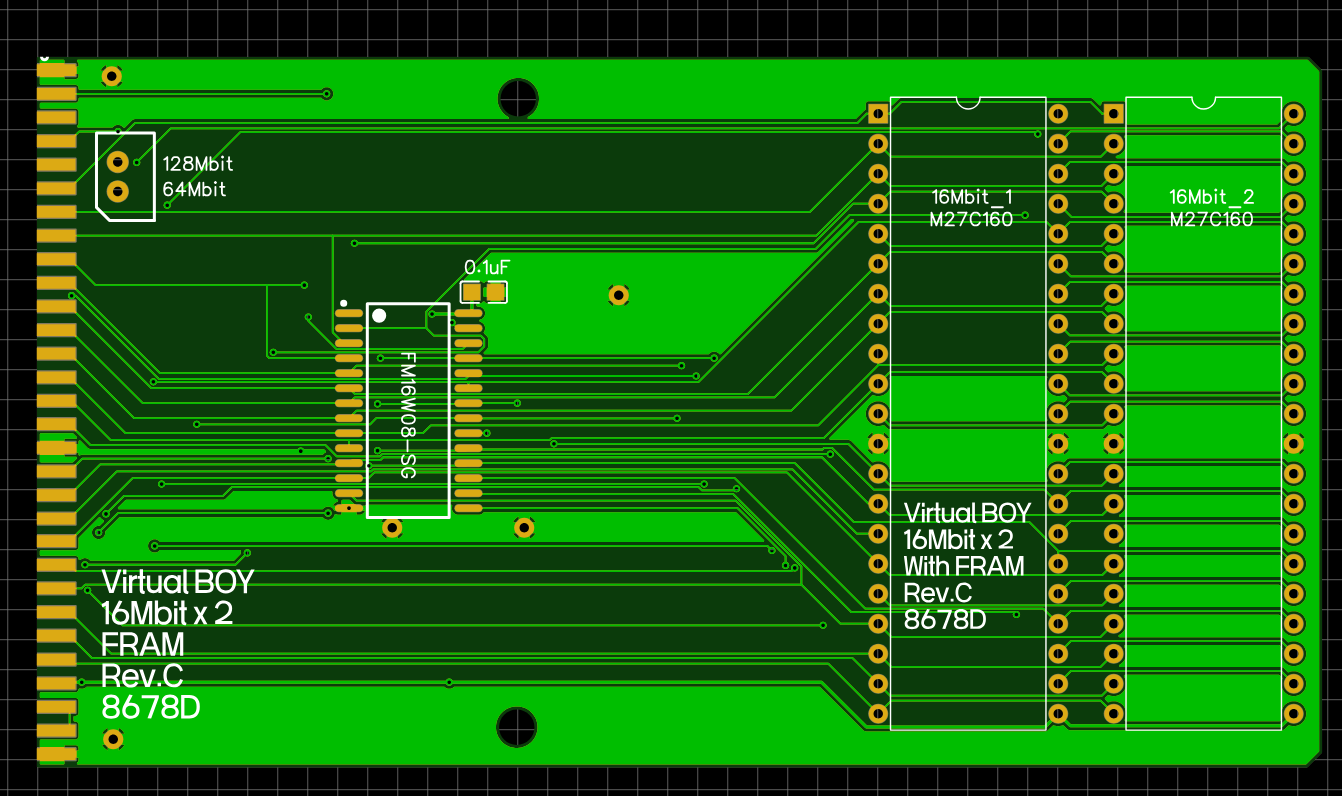 128Mbit
64Mbit
16Mbit_1
M27C160
16Mbit_2
M27C160
0.1uF
FM16W08-SG
Virtual BOY
16Mbit x 2
With FRAM
Rev.C
8678D
Virtual BOY
16Mbit x 2
FRAM
Rev.C
8678D